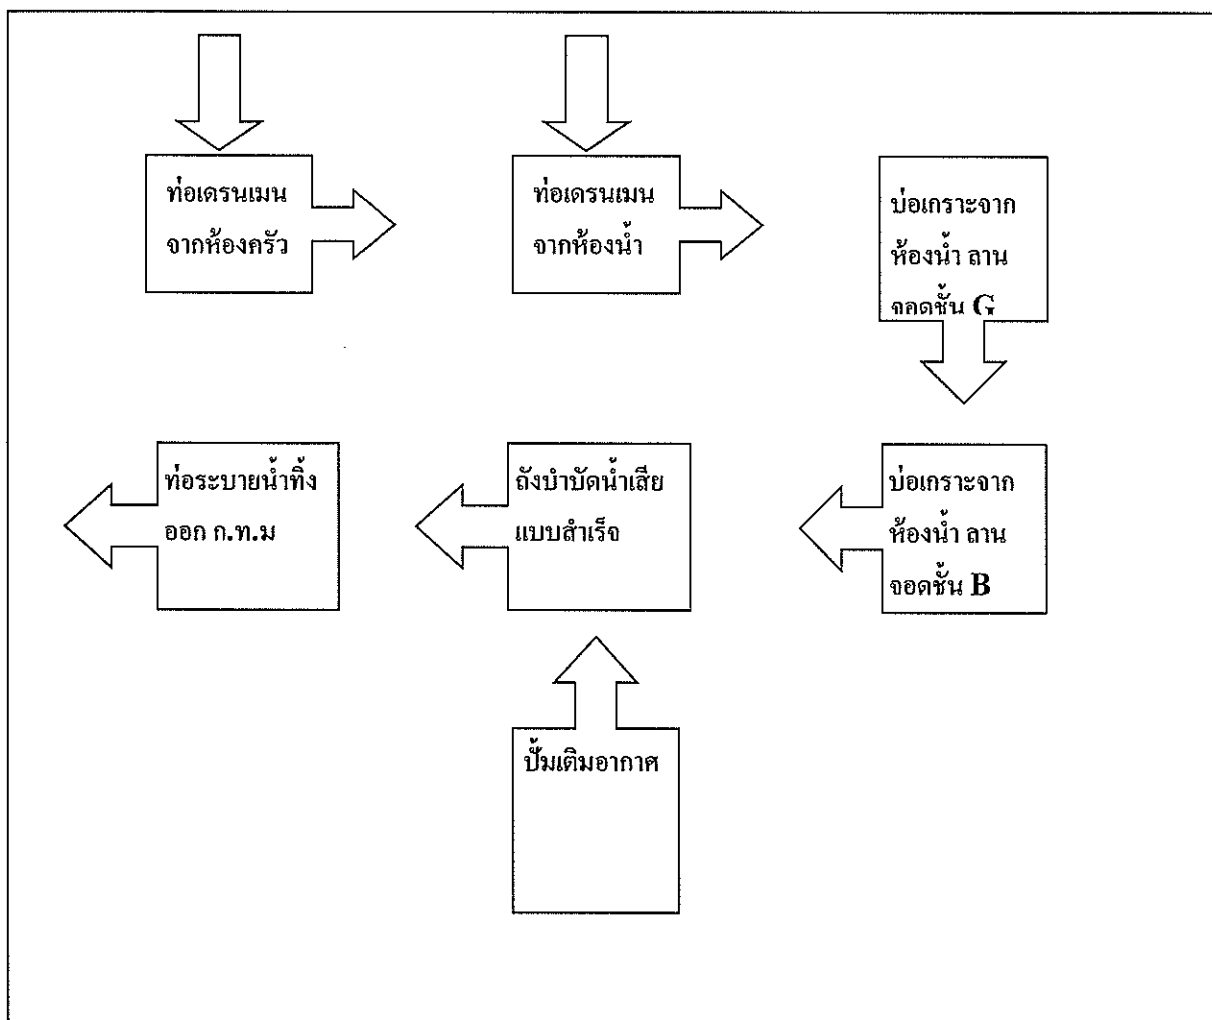 ท่อเดรนเมน
จากห้องครัว
ท่อเดรนเมน
จากห้องน้ำ
บ่อเกราะจาก
ห้องน้ำ ลาน
จอดชั้น G
บ่อเกราะจาก
ห้องน้ำ ลาน
จอดชั้น B
ถังบำบัดน้ำเสีย
แบบสำเร็จ
ท่อระบายน้ำทิ้ง
ออก ก.ท.ม
ปั้มเติมอากาศ